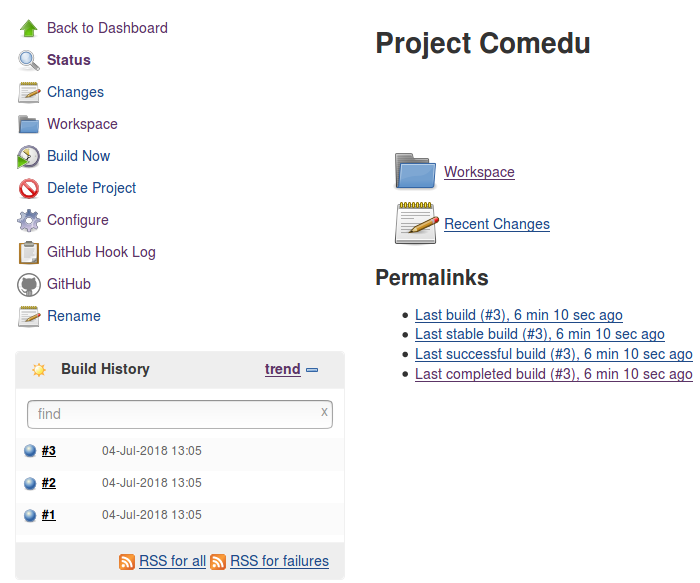 Back to Dashboard
Status
Changes
Workspace
Build Now
Delete Project
Configure
GitHub Hook Log
GitHub
Rename
Build History trend
find x
#3 04-Jul-2018 13:05
#2 04-Jul-2018 13:05
#1 04-Jul-2018 13:05
RSS for all RSS for failures
Project Comedu
Workspace
Recent Changes
Permalinks
Last build (#3), 6 min 10 sec ago
Last stable build (#3), 6 min 10 sec ago
Last successful build (#3), 6 min 10 sec ago
Last completed build (#3), 6 min 10 sec ago